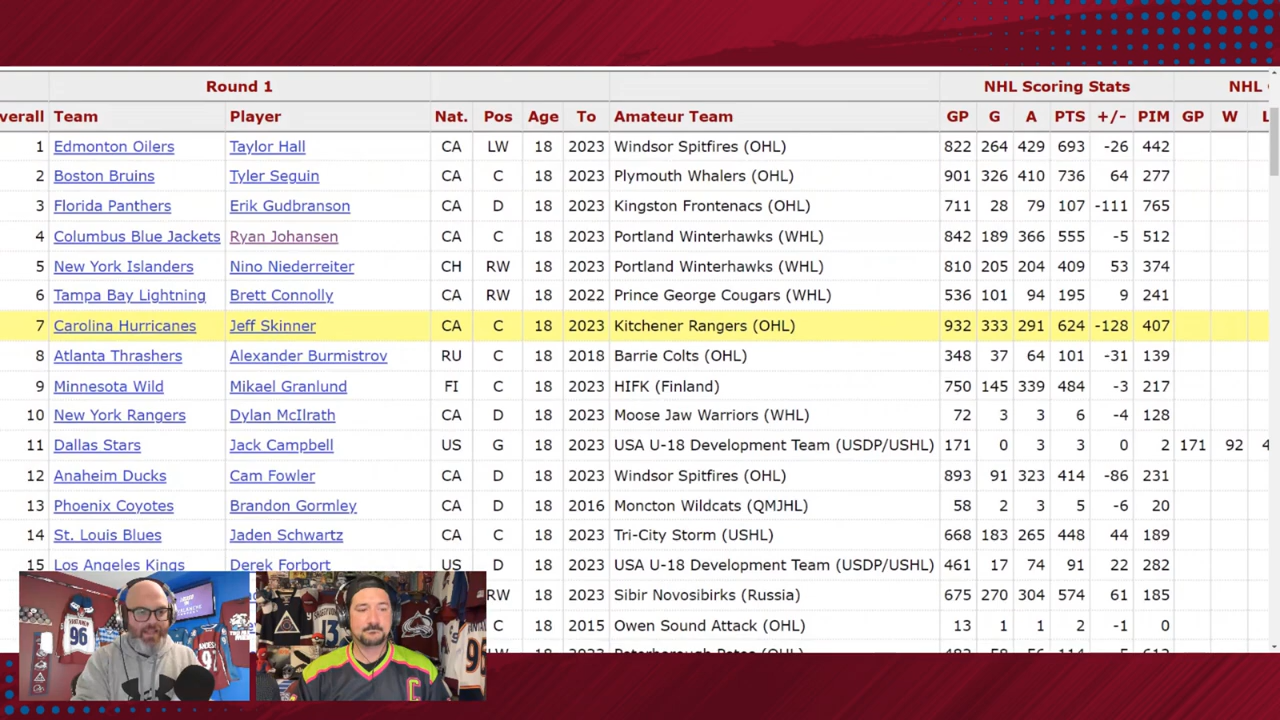 Round 1 NHL Scoring Stats NHL
verall Team Player Nat. Pos Age To Amateur Team GP G A PTS +/- PIM GP W L
1 Edmonton Oilers Taylor Hall CA LW 18 2023 Windsor Spitfires (OHL) 822 264 429 693 -26 442
2 Boston Bruins Tyler Seguin CA C 18 2023 Plymouth Whalers (OHL) 901 326 410 736 64 277
3 Florida Panthers Erik Gudbranson CA D 18 2023 Kingston Frontenacs (OHL) 711 28 79 107 -111 765
4 Columbus Blue Jackets Ryan Johansen CA C 18 2023 Portland Winterhawks (WHL) 842 189 366 555 -5 512
5 New York Islanders Nino Niederreiter CH RW 18 2023 Portland Winterhawks (WHL) 810 205 204 409 53 374
6 Tampa Bay Lightning Brett Connolly CA RW 18 2022 Prince George Cougars (WHL) 536 101 94 195 9 241
7 Carolina Hurricanes Jeff Skinner CA C 18 2023 Kitchener Rangers (OHL) 932 333 291 624 -128 407
8 Atlanta Thrashers Alexander Burmistrov RU C 18 2018 Barrie Colts (OHL) 348 37 64 101 -31 139
9 Minnesota Wild Mikael Granlund FI C 18 2023 HIFK (Finland) 750 145 339 484 -3 217
10 New York Rangers Dylan McIlrath CA D 18 2023 Moose Jaw Warriors (WHL) 72 3 3 6 -4 128
11 Dallas Stars Jack Campbell US G 18 2023 USA U-18 Development Team (USDP/USHL) 171 0 3 3 0 2 171 92 4
12 Anaheim Ducks Cam Fowler CA D 18 2023 Windsor Spitfires (OHL) 893 91 323 414 -86 231
13 Phoenix Coyotes Brandon Gormley CA D 18 2016 Moncton Wildcats (QMJHL) 58 2 3 5 -6 20
14 St. Louis Blues Jaden Schwartz CA C 18 2023 Tri-City Storm (USHL) 668 183 265 448 44 189
15 Los Angeles Kings Derek Forbort US D 18 2023 USA U-18 Development Team (USDP/USHL) 461 17 74 91 22 282
RW 18 2023 Sibir Novosibirks (Russia) 675 270 304 574 61 185
C 18 2015 Owen Sound Attack (OHL) 13 1 1 2 -1 0
96